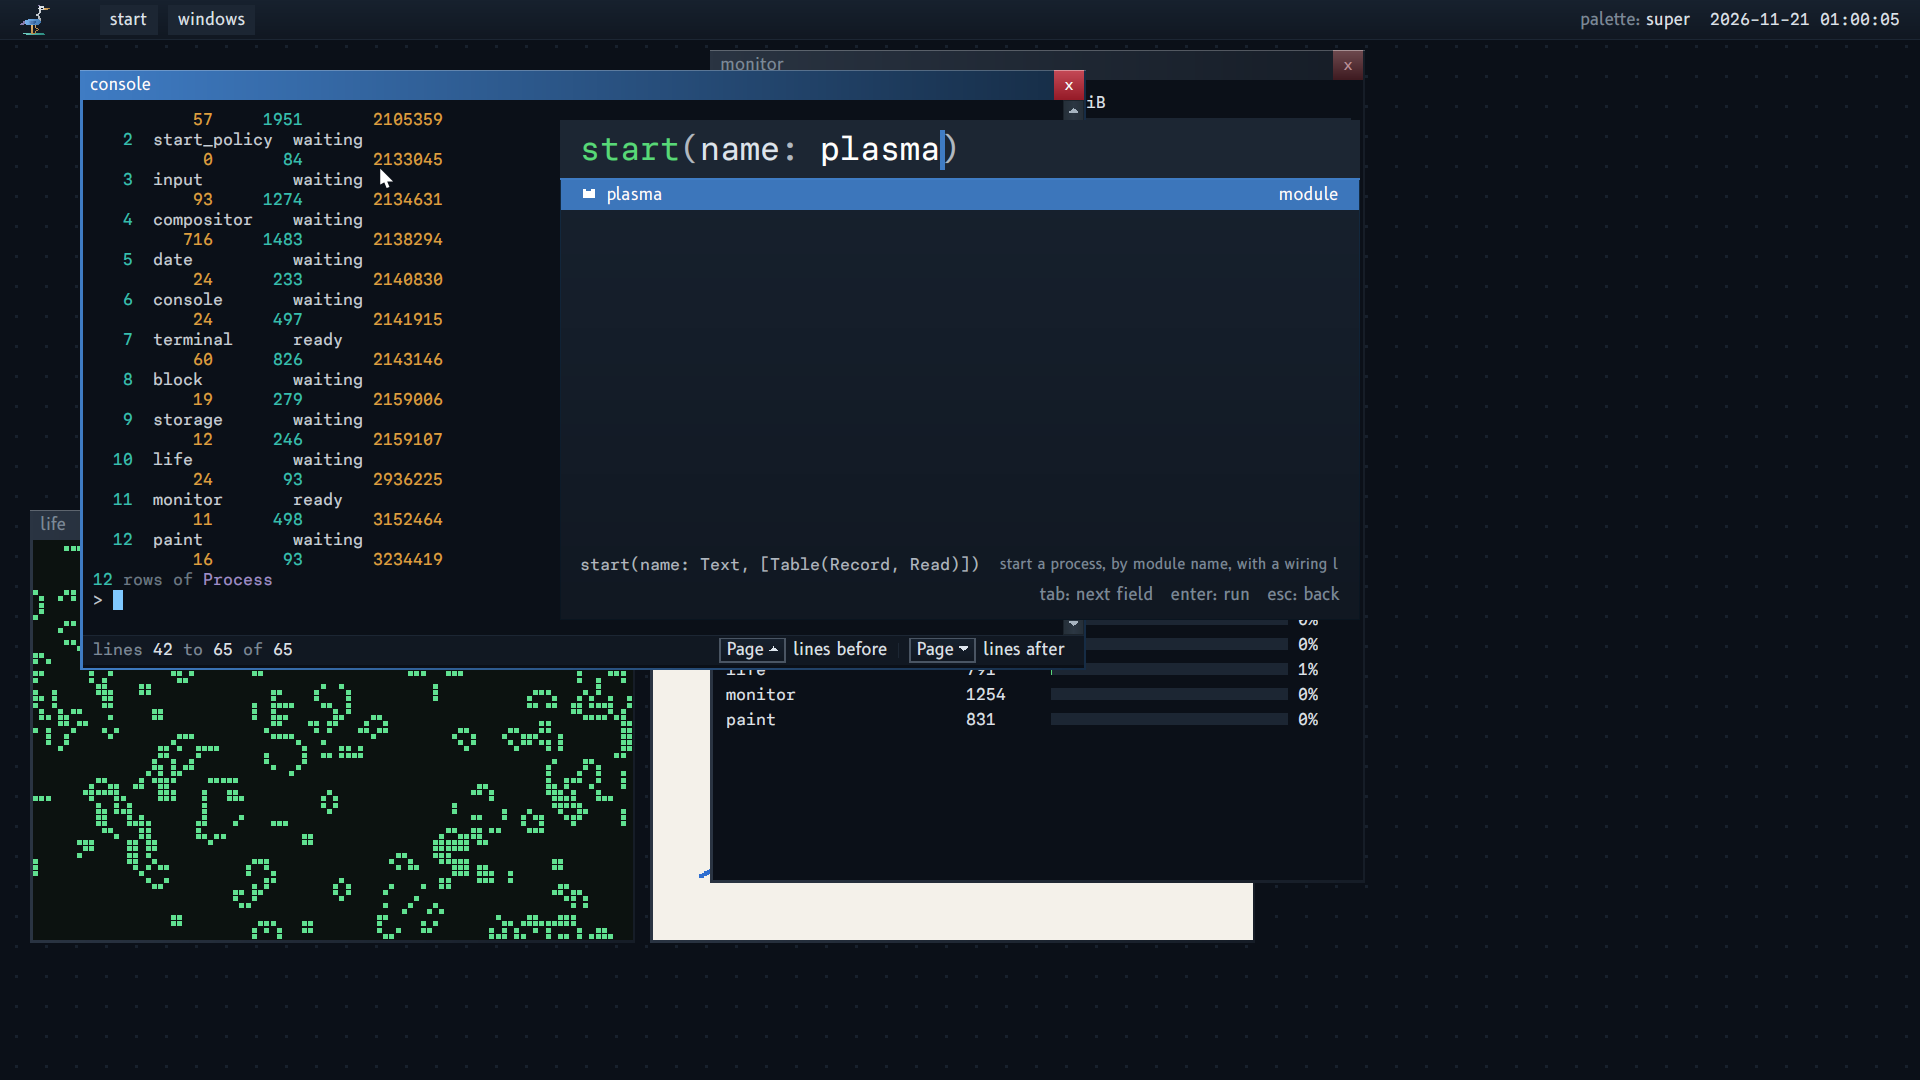 start windows palette: super 2026-11-21 01:00:05
monitor x
console x
iB
57 1951 2105359
2 start_policy waiting
0 84 2133045
3 input waiting
93 1274 2134631
4 compositor waiting
716 1483 2138294
5 date waiting
24 233 2140830
6 console waiting
24 497 2141915
7 terminal ready
60 826 2143146
8 block waiting
19 279 2159006
9 storage waiting
12 246 2159107
10 life waiting
24 93 2936225
11 monitor ready
11 498 3152464
12 paint waiting
16 93 3234419
12 rows of Process
>
lines 42 to 65 of 65
Page lines before Page lines after
start(name: plasma)
plasma module
start(name: Text, [Table(Record, Read)]) start a process, by module name, with a wiring l
tab: next field enter: run esc: back
life
0%
0%
life 791 1%
monitor 1254 0%
paint 831 0%